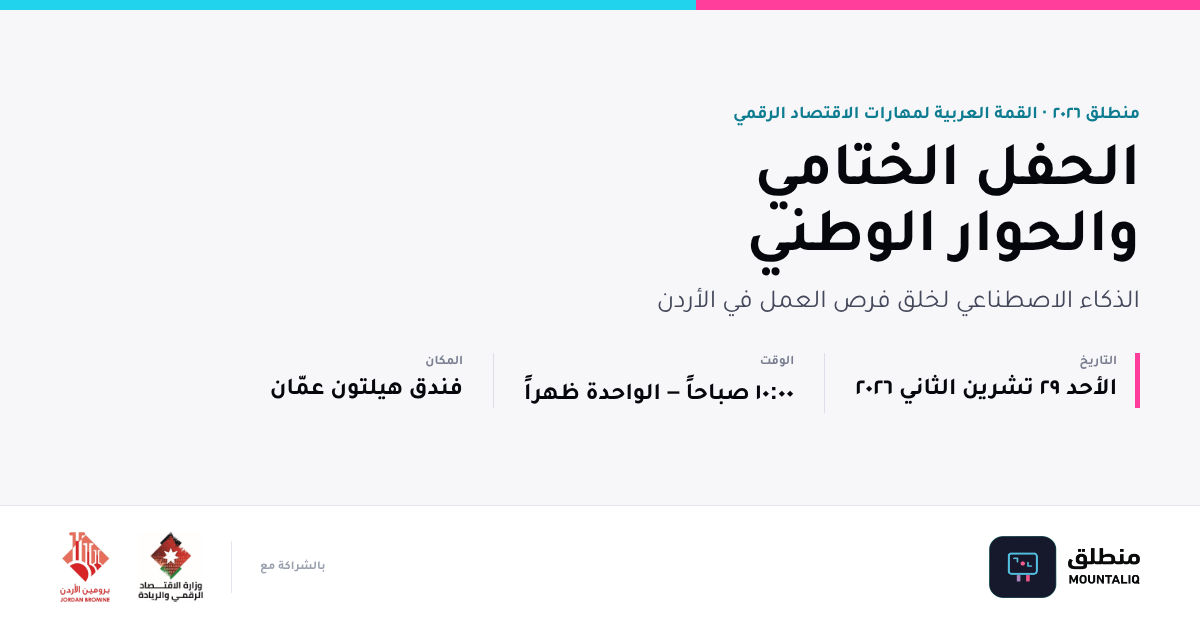 منطلق ٢٠٢٦ · القمة العربية لمهارات الاقتصاد الرقمي
الحفل الختامي
والحوار الوطني
الذكاء الاصطناعي لخلق فرص العمل في الأردن
التاريخ
الأحد ٢٩ تشرين الثاني ٢٠٢٦
الوقت
١٠:٠٠ صباحاً – الواحدة ظهراً
المكان
فندق هيلتون عمّان
منطلق
MOUNTALIQ
بالشراكة مع
وزارة الاقتـــصاد
الرقمـي والريادة
برومين الأردن
JORDAN BROMINE